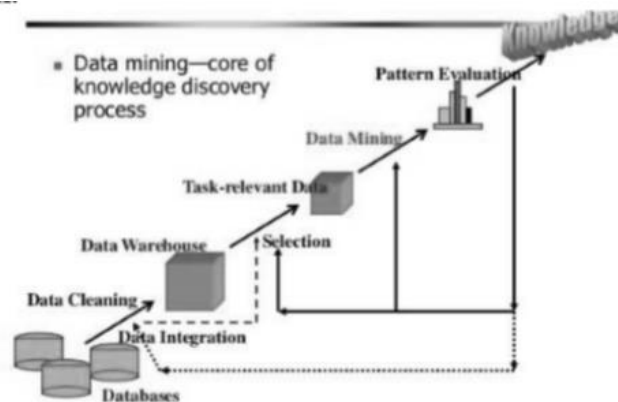 Knowledge
Data mining—core of
knowledge discovery
process
Pattern Evaluation
Data Mining
Task-relevant Data
Data Warehouse
Selection
Data Cleaning
Data Integration
Databases